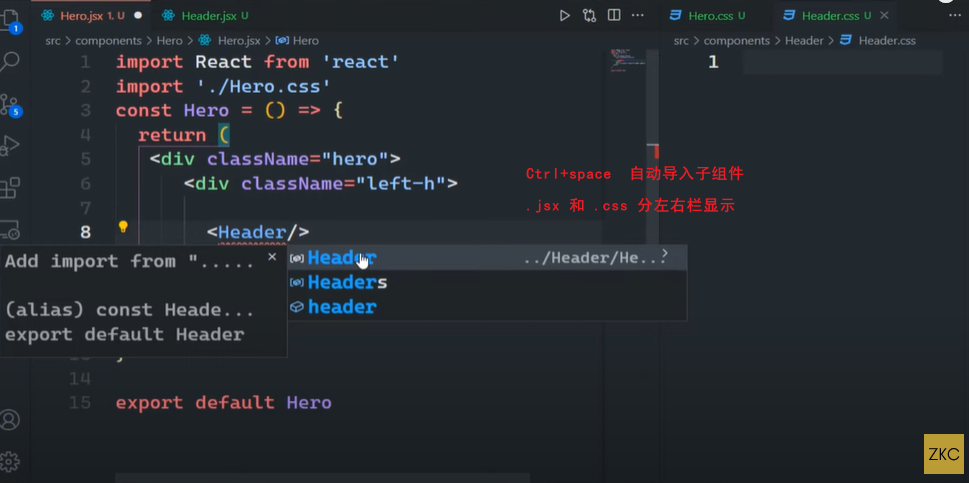 Hero.jsx 1, U
Header.jsx U
Hero.css U
Header.css U
src > components > Hero > Hero.jsx > Hero
src > components > Header > Header.css
1 import React from 'react'
2 import './Hero.css'
3 const Hero = () => {
4 return (
5 <div className="hero">
6 <div className="left-h">
7
8 <Header/>
1
Ctrl+space 自动导入子组件
.jsx 和 .css 分左右栏显示
Add import from ".....
(alias) const Heade...
export default Header
Header ../Header/He...
Headers
header
14
15 export default Hero
1
5
ZKC